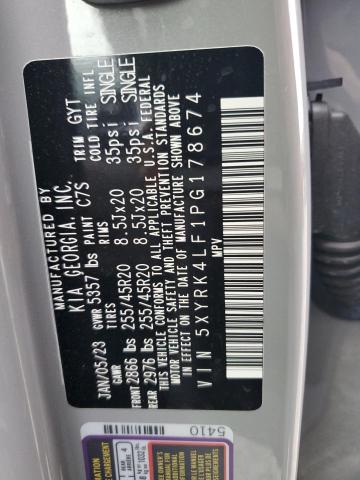 MANUFACTURED BY
KIA GEORGIA, INC.
JAN/05/23 PAINT C7S TRIM GYT
GVWR 5357 lbs
GAWR TIRES RIMS COLD TIRE INFL
FRONT 2866 lbs 255/45R20 8.5Jx20 35psi SINGLE
REAR 2976 lbs 255/45R20 8.5Jx20 35psi SINGLE
THIS VEHICLE CONFORMS TO ALL APPLICABLE U.S.A. FEDERAL
MOTOR VEHICLE SAFETY AND THEFT PREVENTION STANDARDS
IN EFFECT ON THE DATE OF MANUFACTURE SHOWN ABOVE
MPV
VIN 5XYRK4LF1PG178674
5410
REAR 4